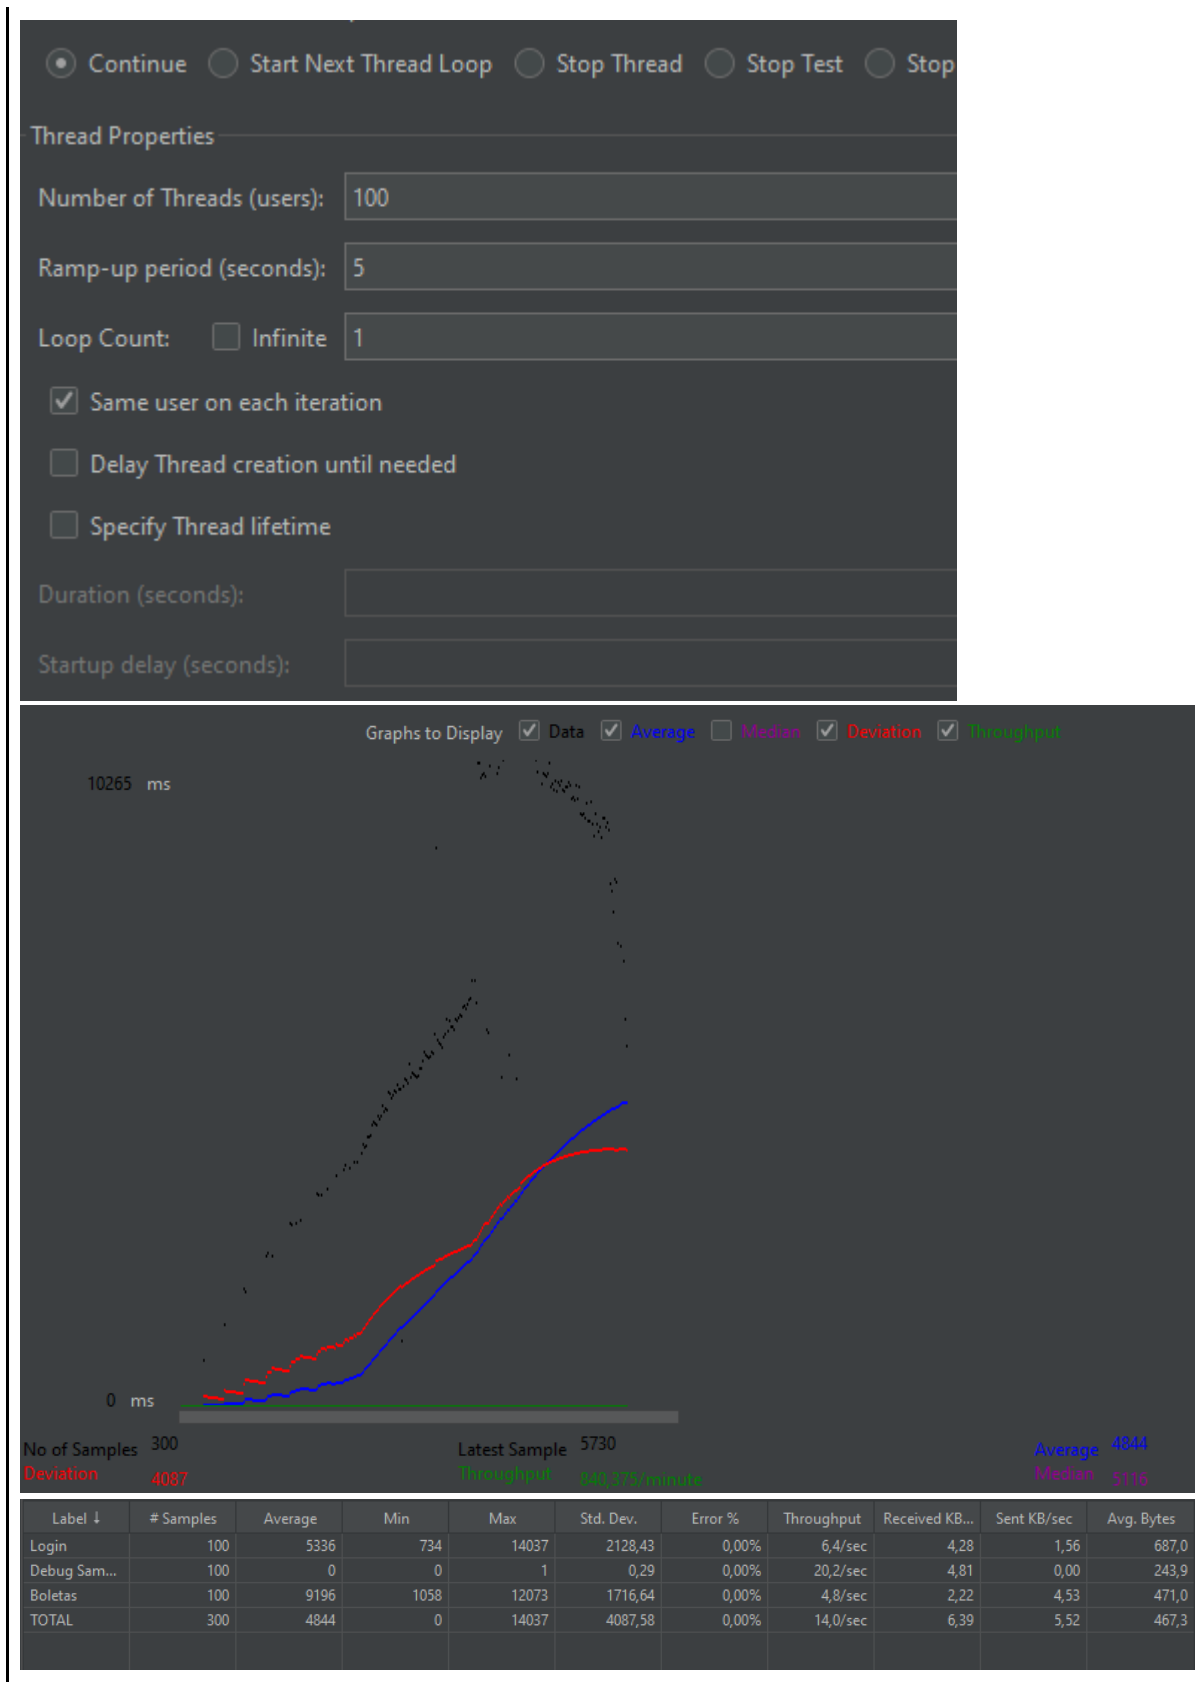 Continue Start Next Thread Loop Stop Thread Stop Test Stop
Thread Properties
Number of Threads (users): 100
Ramp-up period (seconds): 5
Loop Count: Infinite 1
Same user on each iteration
Delay Thread creation until needed
Specify Thread lifetime
Duration (seconds):
Startup delay (seconds):
Graphs to Display Data Average Median Deviation Throughput
10265 ms
0 ms
No of Samples 300 Latest Sample 5730 Average 4844
Deviation 4087 Throughput 840,375/minute Median 5116
Label ↓ # Samples Average Min Max Std. Dev. Error % Throughput Received KB... Sent KB/sec Avg. Bytes
Login 100 5336 734 14037 2128,43 0,00% 6,4/sec 4,28 1,56 687,0
Debug Sam... 100 0 0 1 0,29 0,00% 20,2/sec 4,81 0,00 243,9
Boletas 100 9196 1058 12073 1716,64 0,00% 4,8/sec 2,22 4,53 471,0
TOTAL 300 4844 0 14037 4087,58 0,00% 14,0/sec 6,39 5,52 467,3